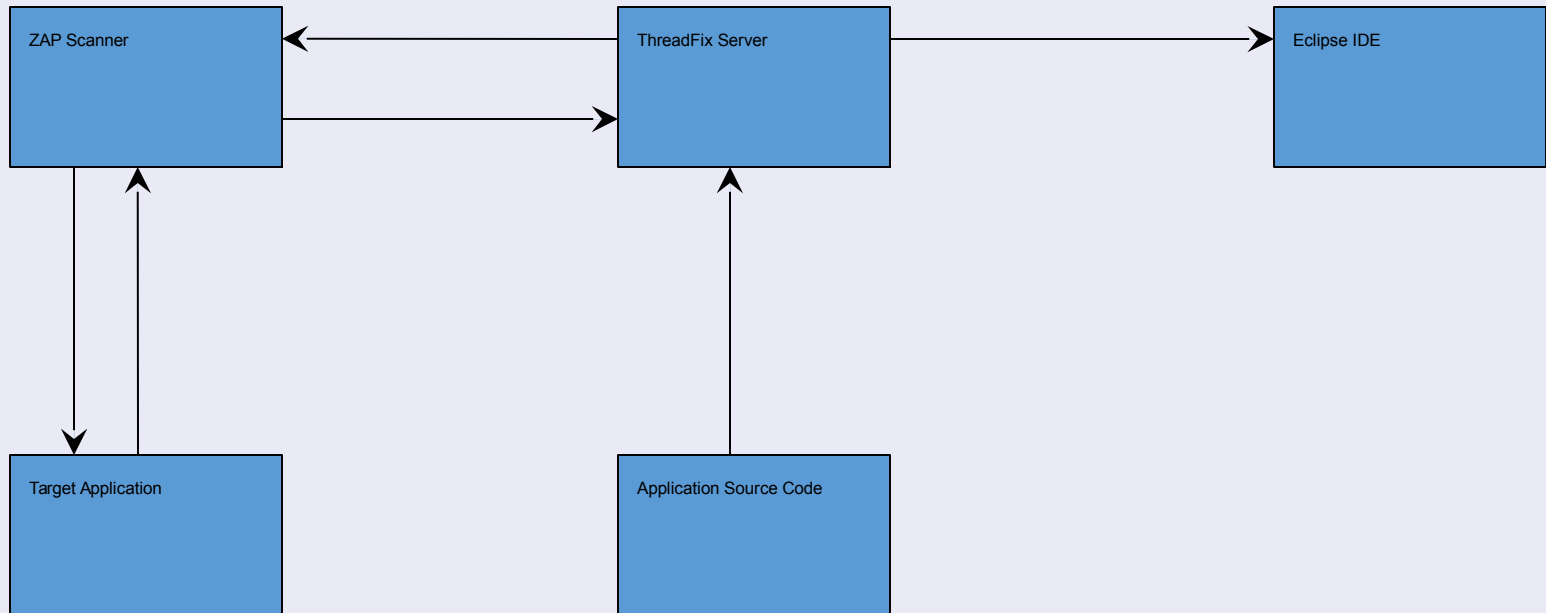 ZAP Scanner
ThreadFix Server
Eclipse IDE
Target Application
Application Source Code